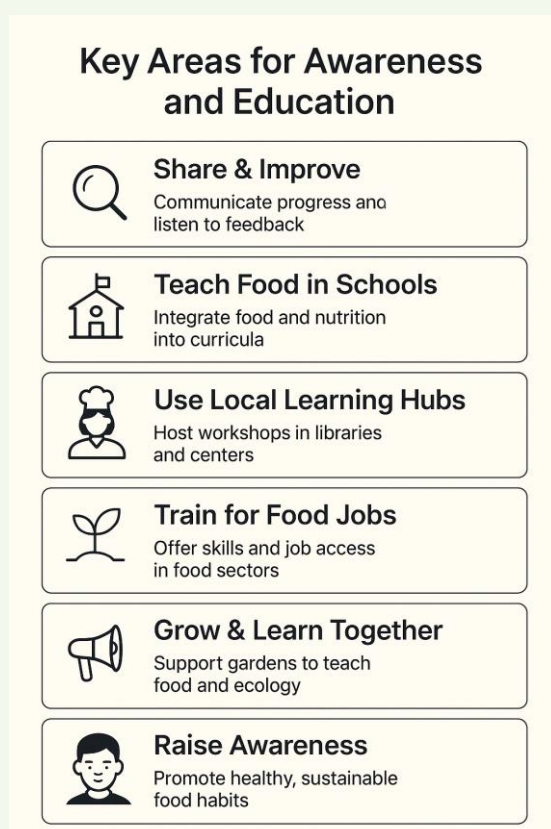 Key Areas for Awareness
and Education
Share & Improve
Communicate progress and
listen to feedback
Teach Food in Schools
Integrate food and nutrition
into curricula
Use Local Learning Hubs
Host workshops in libraries
and centers
Train for Food Jobs
Offer skills and job access
in food sectors
Grow & Learn Together
Support gardens to teach
food and ecology
Raise Awareness
Promote healthy, sustainable
food habits